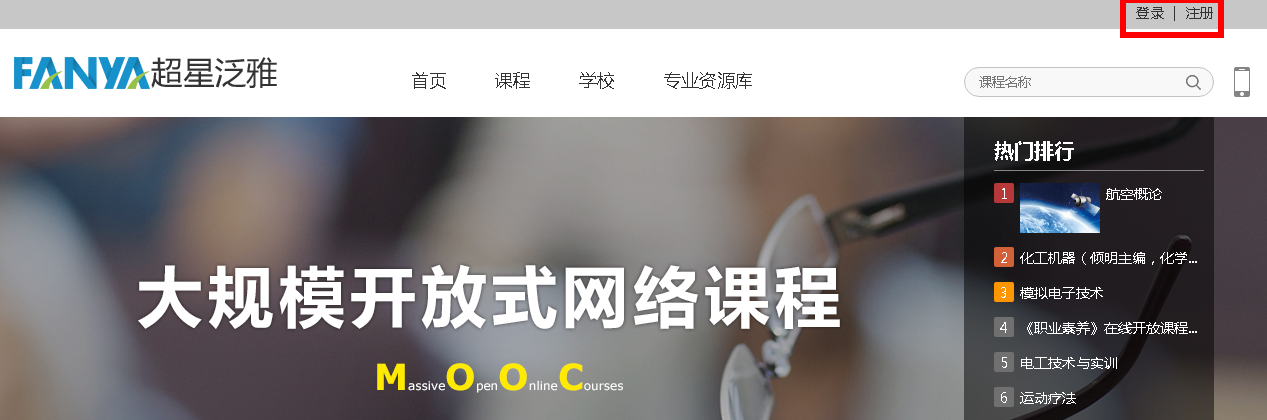 登录 | 注册
FANYA超星泛雅
首页 课程 学校 专业资源库
课程名称
热门排行
1 航空概论
2 化工机器（倾明主编，化学...
3 模拟电子技术
4 《职业素养》在线开放课程...
5 电工技术与实训
6 运动疗法
大规模开放式网络课程
Massive Open Online Courses